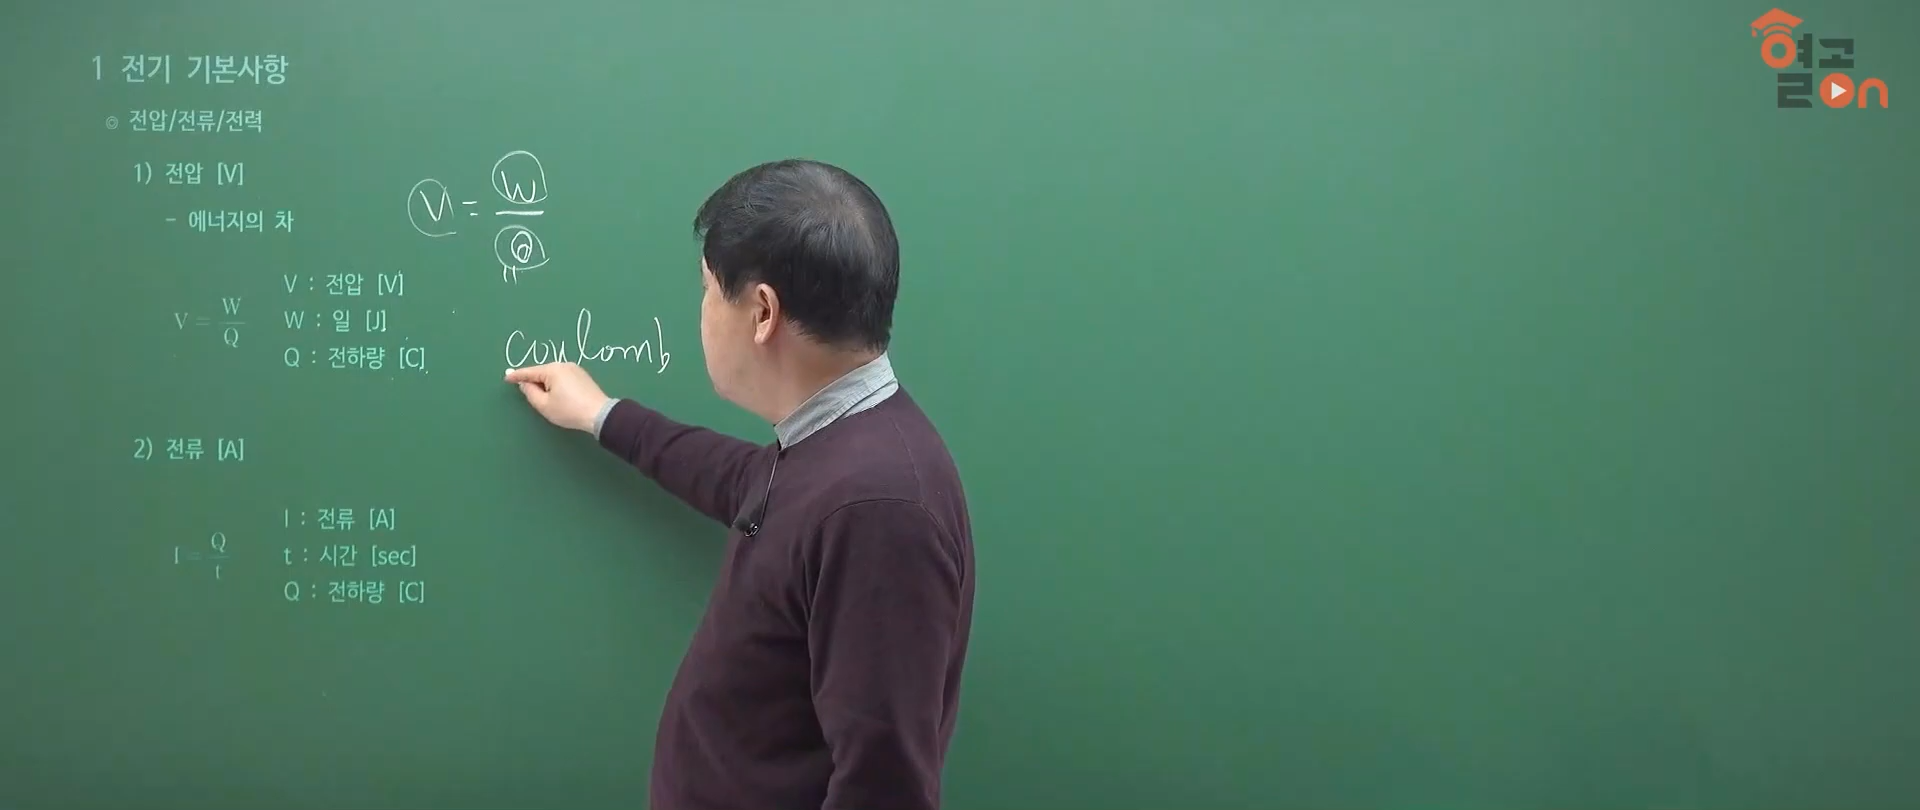 1 전기 기본사항
◎ 전압/전류/전력
1) 전압 [V]
- 에너지의 차
V = W/Q
V : 전압 [V]
W : 일 [J]
Q : 전하량 [C]
2) 전류 [A]
I = Q/t
I : 전류 [A]
t : 시간 [sec]
Q : 전하량 [C]
V = W/Q
coulomb
열공On